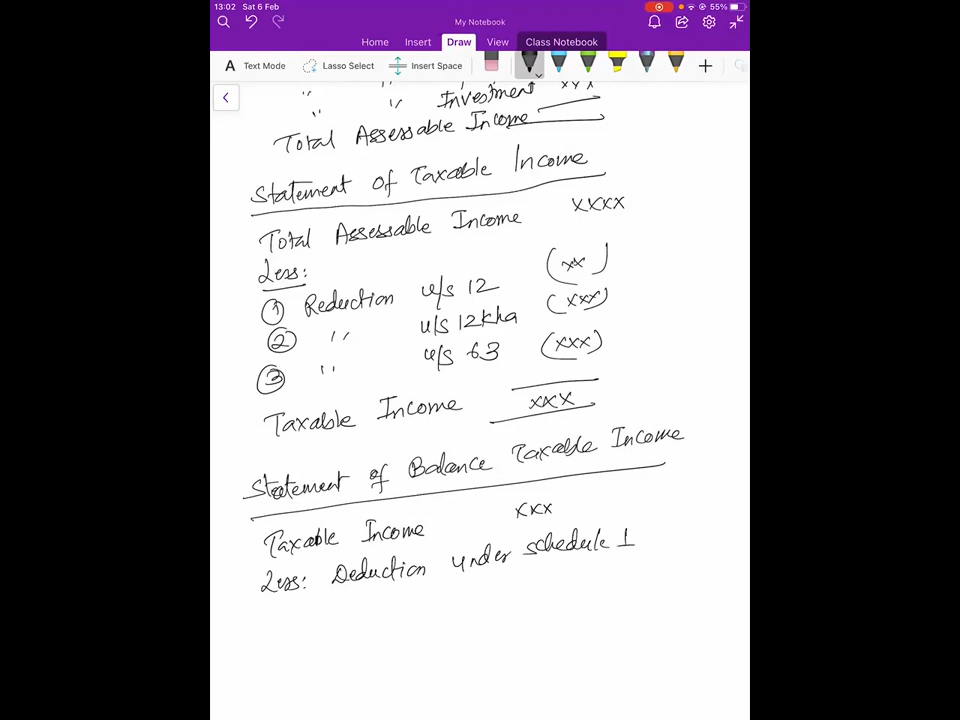 13:02 Sat 6 Feb
55%
My Notebook
Home Insert Draw View Class Notebook
A Text Mode Lasso Select Insert Space
" " Investment xxx
Total Assessable Income
Statement of Taxable Income
Total Assessable Income xxxx
Less:
① Reduction u/s 12 (xx)
② " u/s 12kha (xxx)
③ " u/s 63 (xxx)
Taxable Income xxx
Statement of Balance Taxable Income
Taxable Income xxx
Less: Deduction under schedule 1